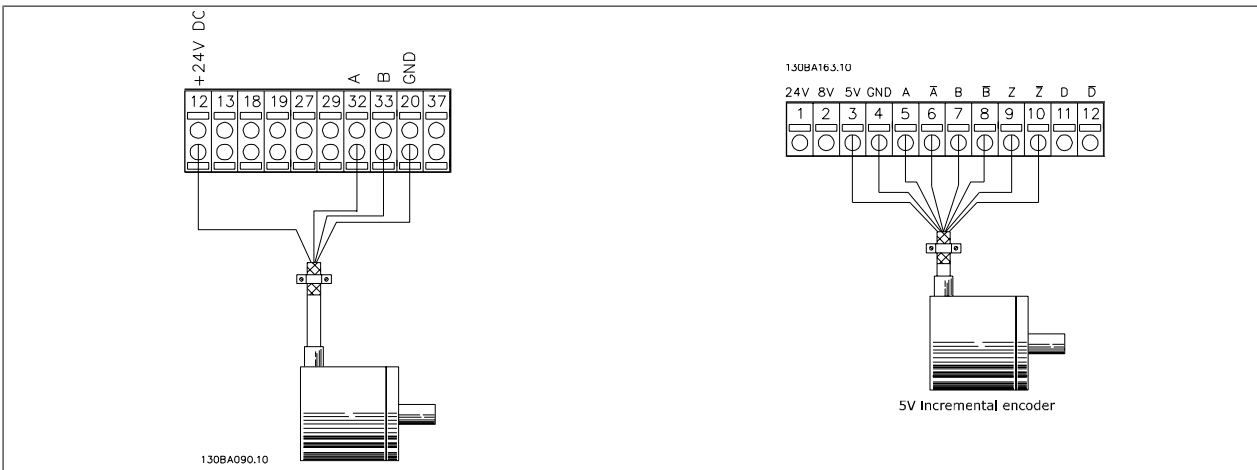 +24V DC
A
B
GND
12 13 18 19 27 29 32 33 20 37
130BA090.10
130BA163.10
24V 8V 5V GND A A̅ B B̅ Z Z̅ D D̅
1 2 3 4 5 6 7 8 9 10 11 12
5V Incremental encoder